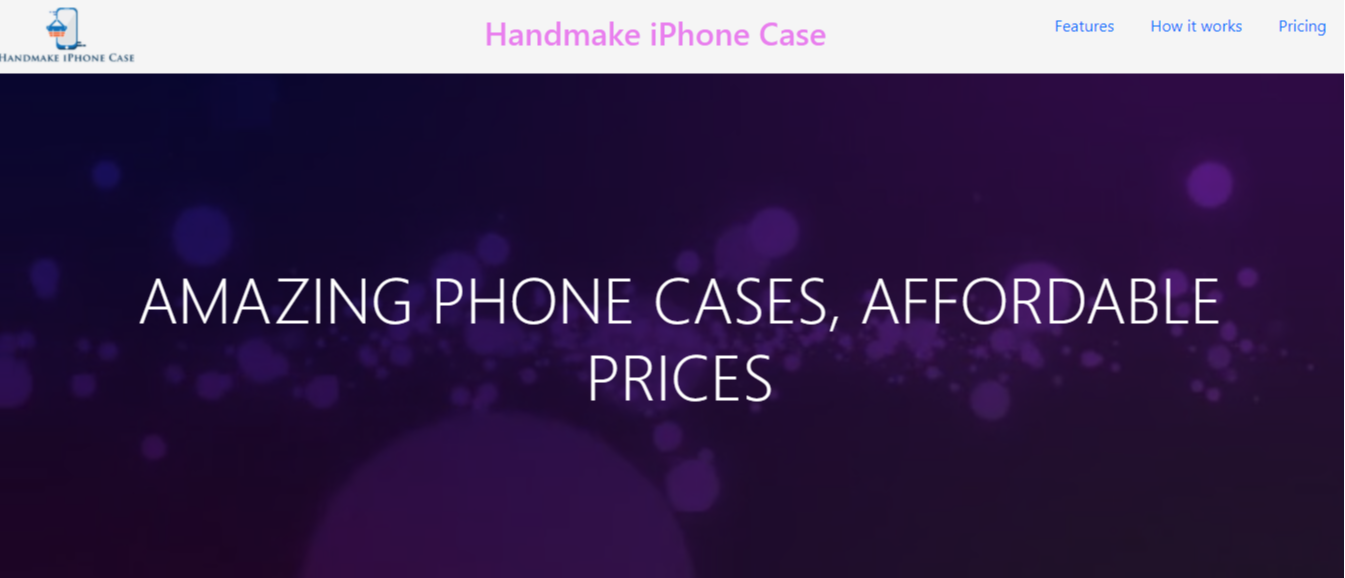 HANDMAKE IPHONE CASE
Handmake iPhone Case
Features
How it works
Pricing
AMAZING PHONE CASES, AFFORDABLE
PRICES